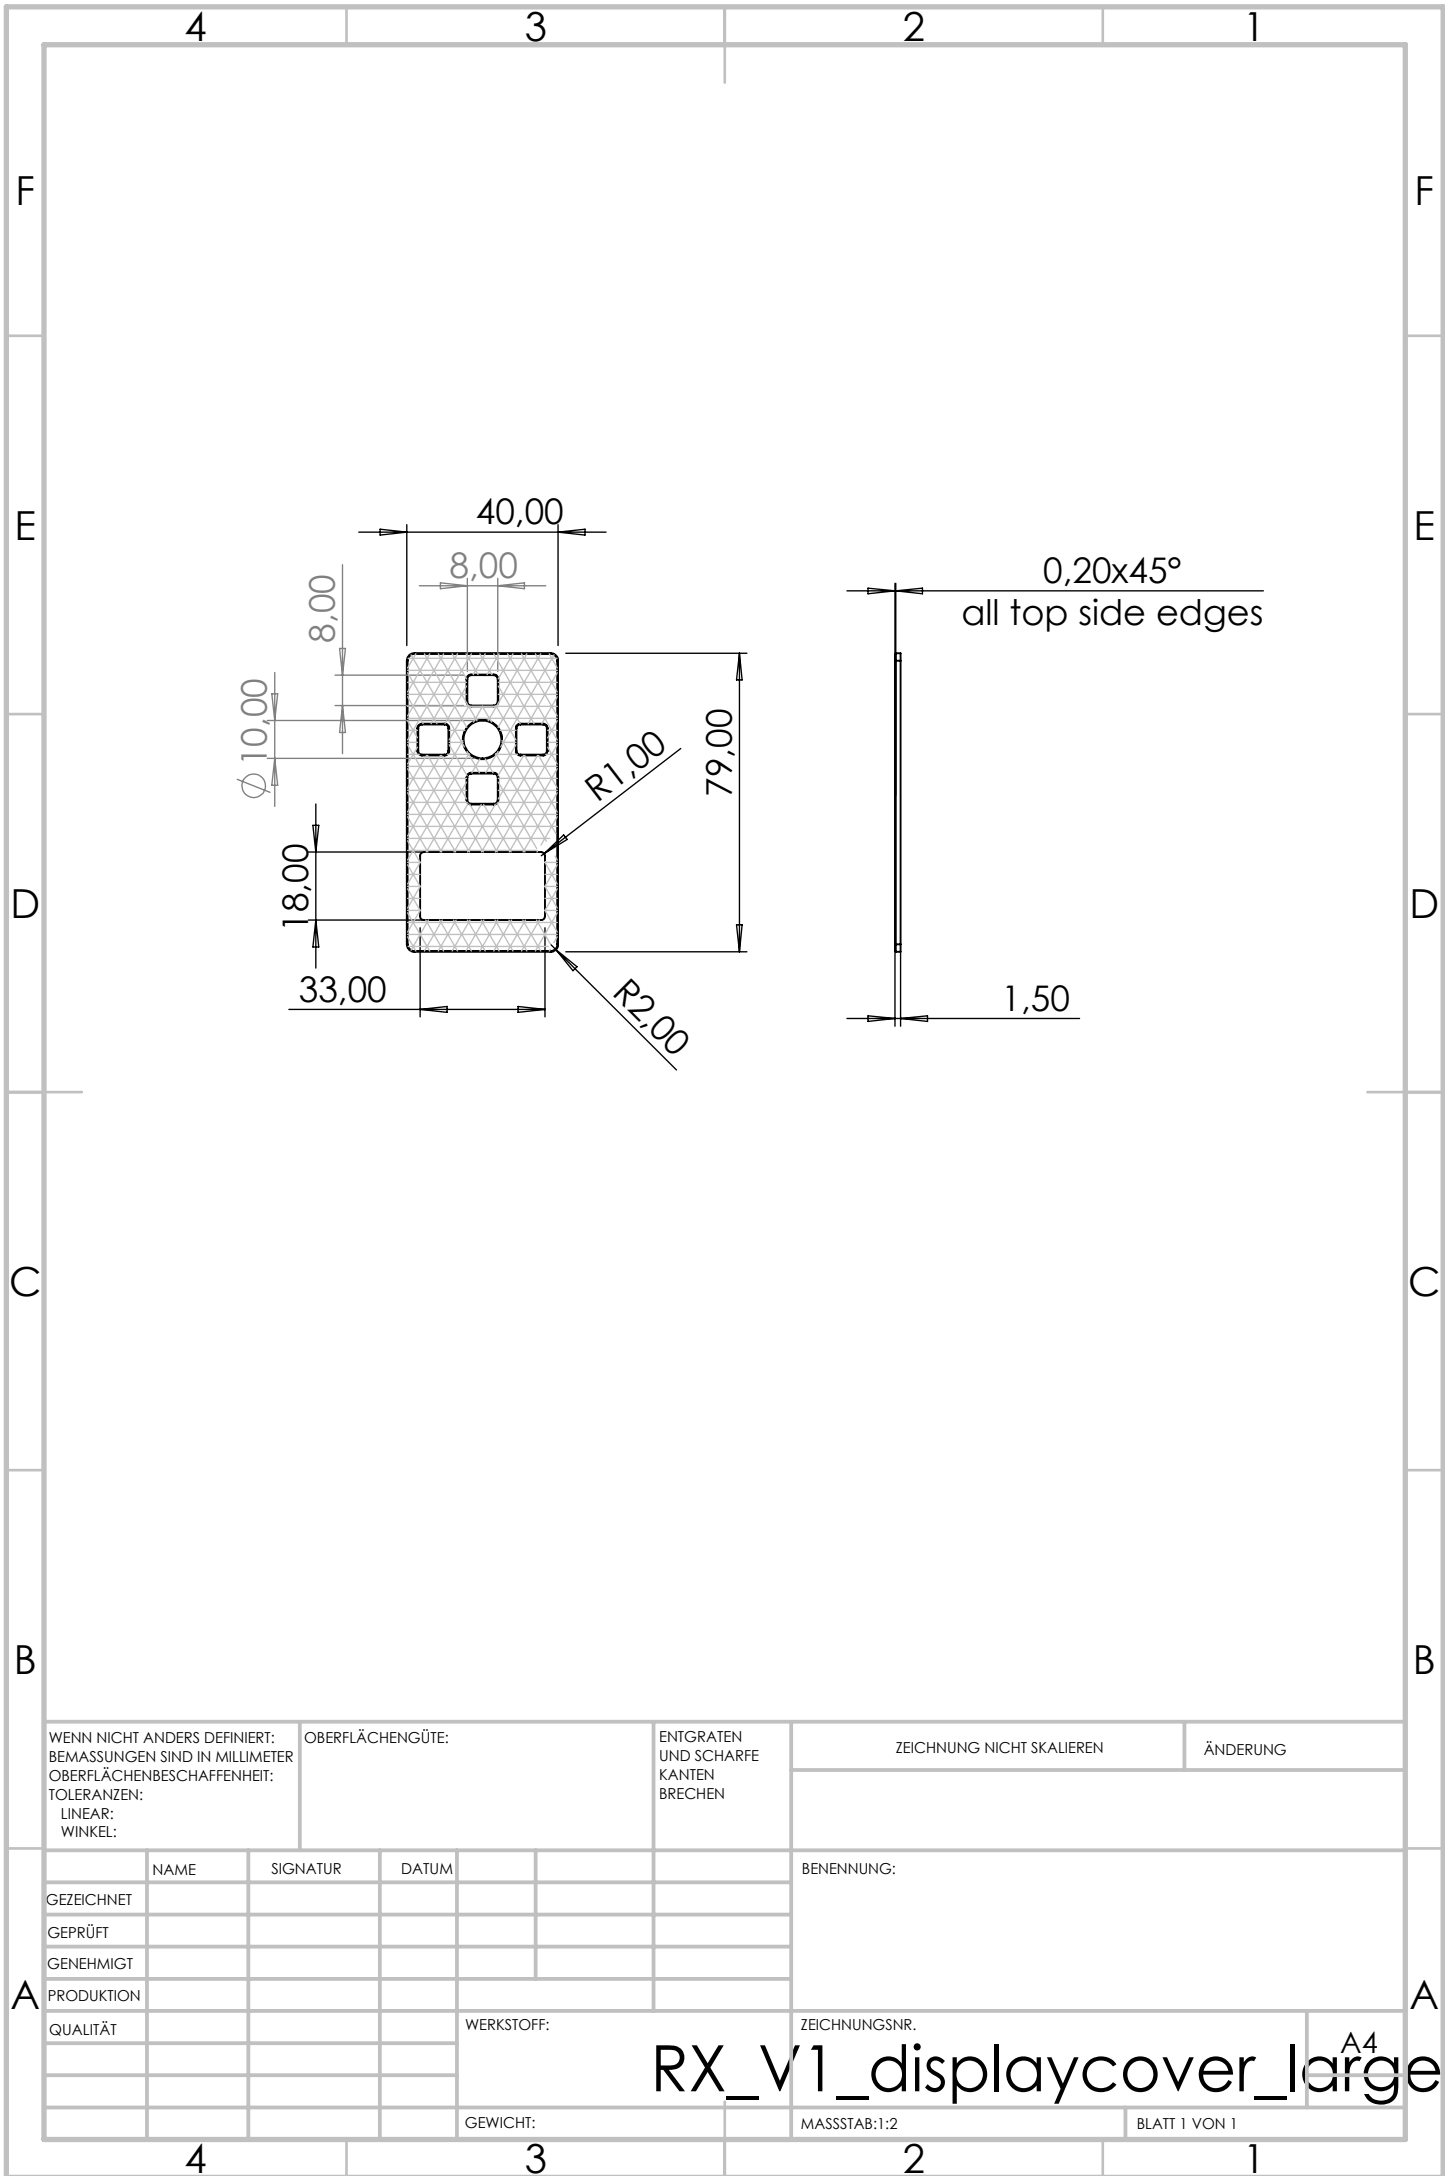 4 3 2 1
F F
E E
D D
C C
B B
A A
40,00
8,00
8,00
Ø 10,00
R1,00
79,00
18,00
33,00
R2,00
0,20x45°
all top side edges
1,50
WENN NICHT ANDERS DEFINIERT:
BEMASSUNGEN SIND IN MILLIMETER
OBERFLÄCHENBESCHAFFENHEIT:
TOLERANZEN:
LINEAR:
WINKEL:
OBERFLÄCHENGÜTE:
ENTGRATEN
UND SCHARFE
KANTEN
BRECHEN
ZEICHNUNG NICHT SKALIEREN
ÄNDERUNG
NAME SIGNATUR DATUM
GEZEICHNET
GEPRÜFT
GENEHMIGT
PRODUKTION
QUALITÄT
BENENNUNG:
WERKSTOFF:
ZEICHNUNGSNR.
RX_V1_displaycover_large
A4
GEWICHT:
MASSSTAB:1:2
BLATT 1 VON 1
4 3 2 1